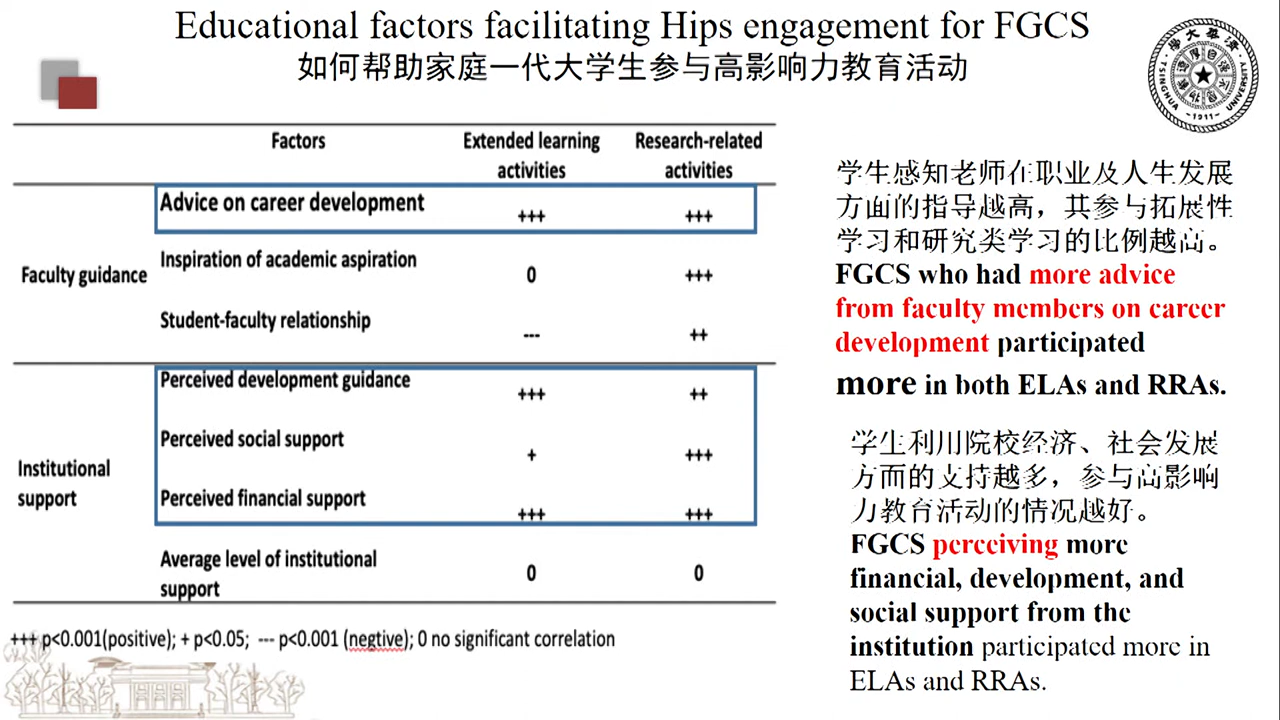 Educational factors facilitating Hips engagement for FGCS
如何帮助家庭一代大学生参与高影响力教育活动
TSINGHUA UNIVERSITY
~1911~
Factors
Extended learning
activities
Research-related
activities
Faculty guidance
Advice on career development
+++
+++
Inspiration of academic aspiration
0
+++
Student-faculty relationship
---
++
Institutional
support
Perceived development guidance
+++
++
Perceived social support
+
+++
Perceived financial support
+++
+++
Average level of institutional
support
0
0
+++ p<0.001(positive); + p<0.05; --- p<0.001 (negtive); 0 no significant correlation
学生感知老师在职业及人生发展
方面的指导越高，其参与拓展性
学习和研究类学习的比例越高。
FGCS who had more advice
from faculty members on career
development participated
more in both ELAs and RRAs.
学生利用院校经济、社会发展
方面的支持越多，参与高影响
力教育活动的情况越好。
FGCS perceiving more
financial, development, and
social support from the
institution participated more in
ELAs and RRAs.